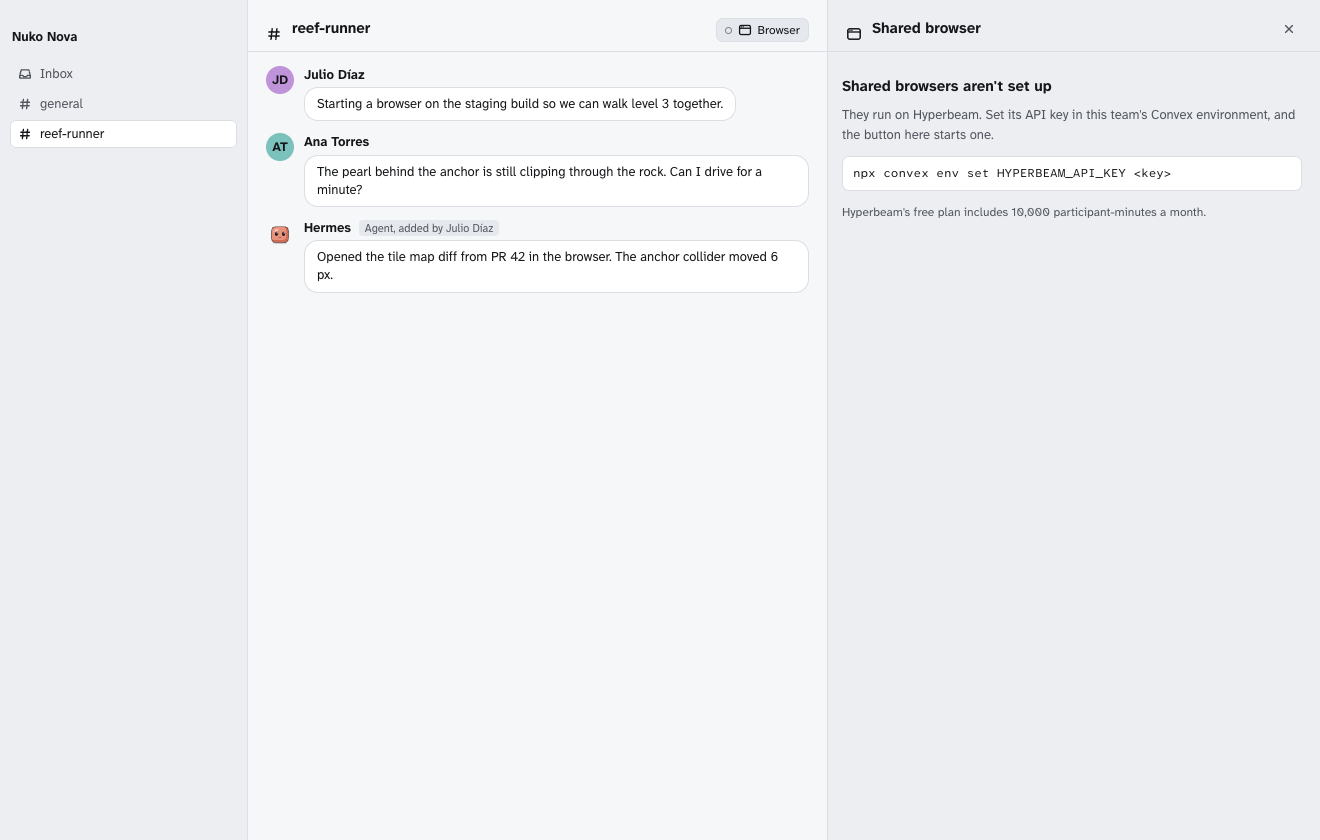 Nuko Nova
Inbox
# general
# reef-runner
# reef-runner
Browser
JD
Julio Díaz
Starting a browser on the staging build so we can walk level 3 together.
AT
Ana Torres
The pearl behind the anchor is still clipping through the rock. Can I drive for a
minute?
Hermes
Agent, added by Julio Díaz
Opened the tile map diff from PR 42 in the browser. The anchor collider moved 6
px.
Shared browser
Shared browsers aren't set up
They run on Hyperbeam. Set its API key in this team's Convex environment, and
the button here starts one.
npx convex env set HYPERBEAM_API_KEY <key>
Hyperbeam's free plan includes 10,000 participant-minutes a month.